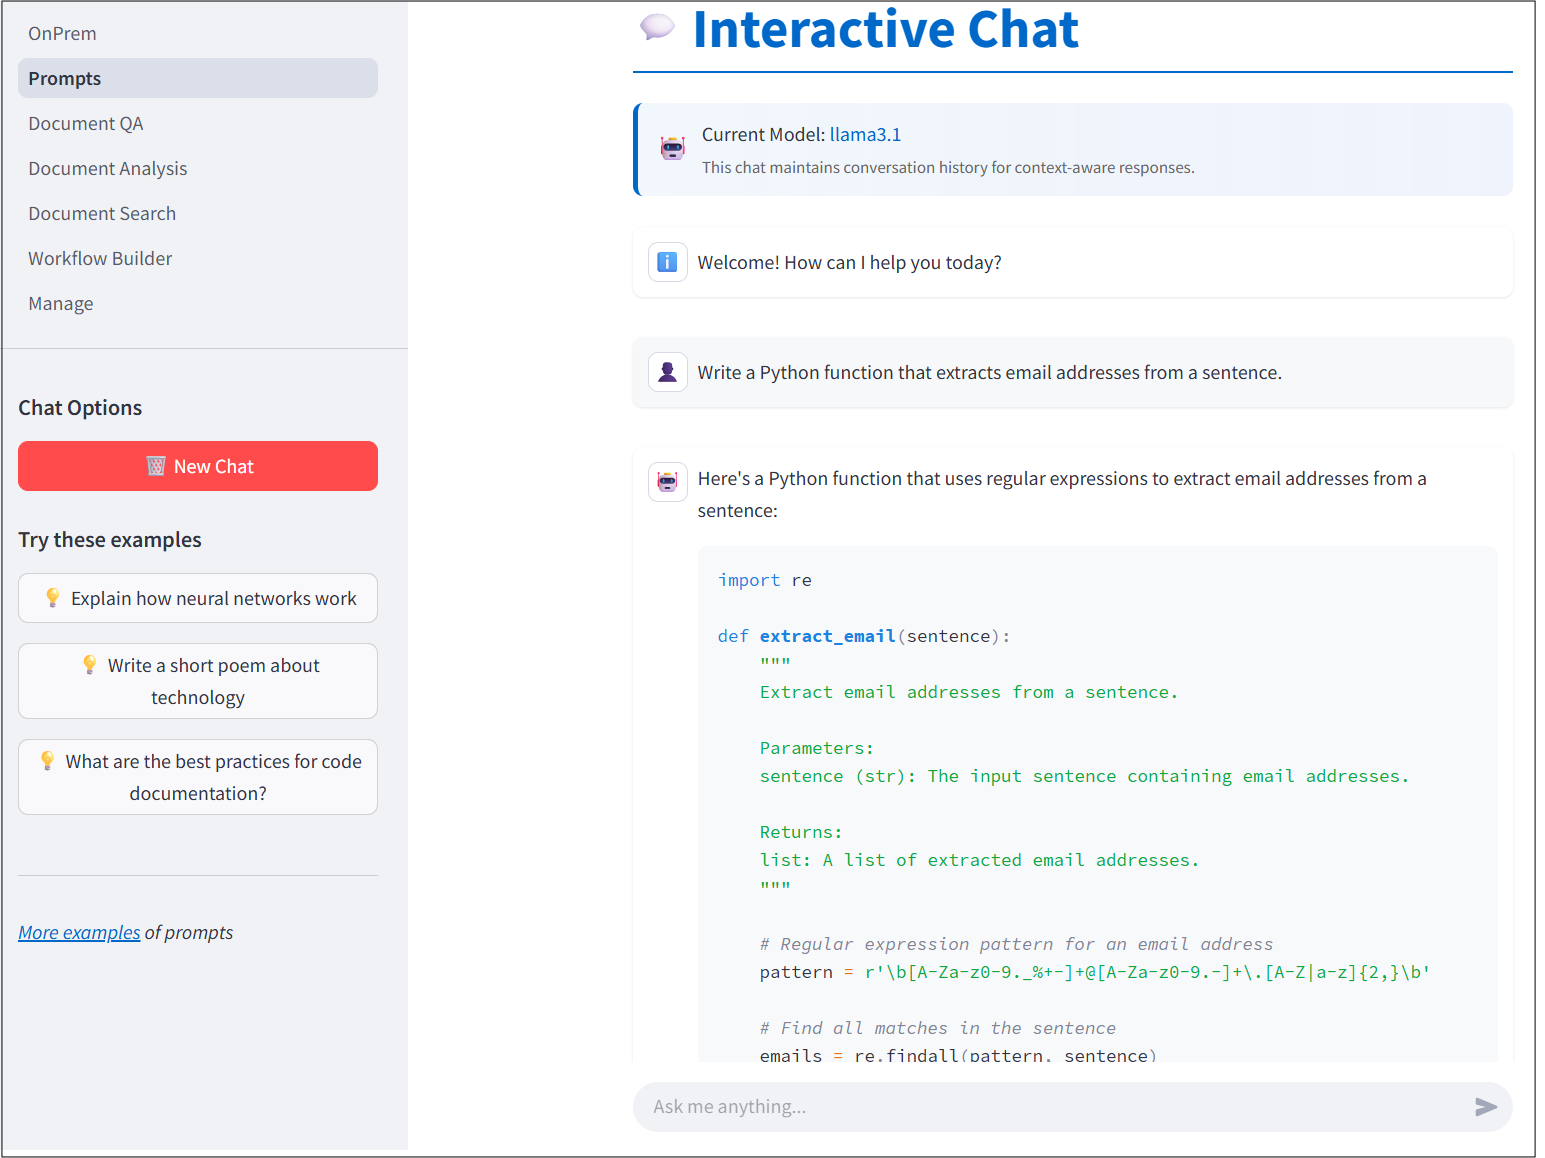 OnPrem
Prompts
Document QA
Document Analysis
Document Search
Workflow Builder
Manage
Chat Options
New Chat
Try these examples
Explain how neural networks work
Write a short poem about
technology
What are the best practices for code
documentation?
More examples of prompts
Interactive Chat
Current Model: llama3.1
This chat maintains conversation history for context-aware responses.
Welcome! How can I help you today?
Write a Python function that extracts email addresses from a sentence.
Here's a Python function that uses regular expressions to extract email addresses from a
sentence:
import re
def extract_email(sentence):
"""
Extract email addresses from a sentence.
Parameters:
sentence (str): The input sentence containing email addresses.
Returns:
list: A list of extracted email addresses.
"""
# Regular expression pattern for an email address
pattern = r'\b[A-Za-z0-9._%+-]+@[A-Za-z0-9.-]+\.[A-Z|a-z]{2,}\b'
# Find all matches in the sentence
emails = re.findall(pattern, sentence)
Ask me anything...